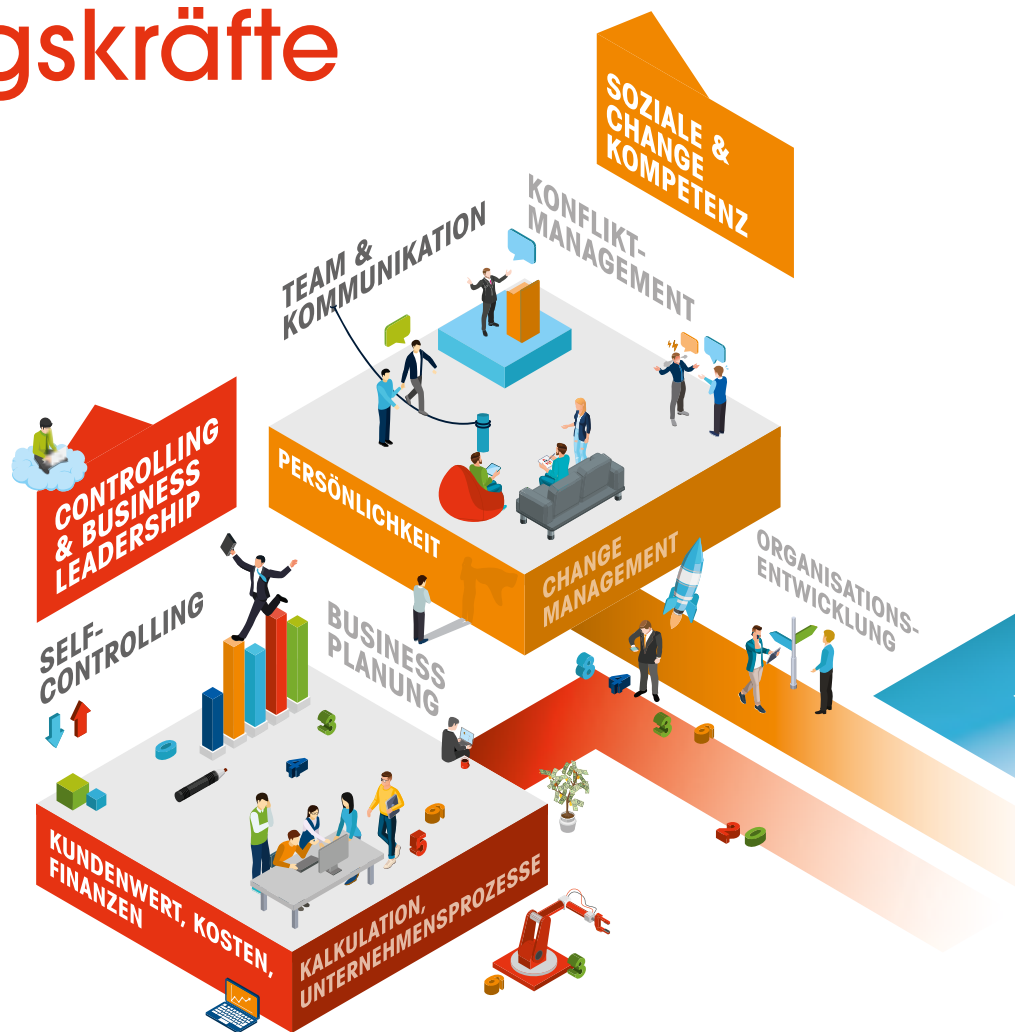 gskräfte
SOZIALE &
CHANGE
KOMPETENZ
KONFLIKT-
MANAGEMENT
TEAM &
KOMMUNIKATION
PERSÖNLICHKEIT
CHANGE
MANAGEMENT
ORGANISATIONS-
ENTWICKLUNG
CONTROLLING
& BUSINESS
LEADERSHIP
SELF-
CONTROLLING
BUSINESS
PLANUNG
KUNDENWERT, KOSTEN,
FINANZEN
KALKULATION,
UNTERNEHMENSPROZESSE